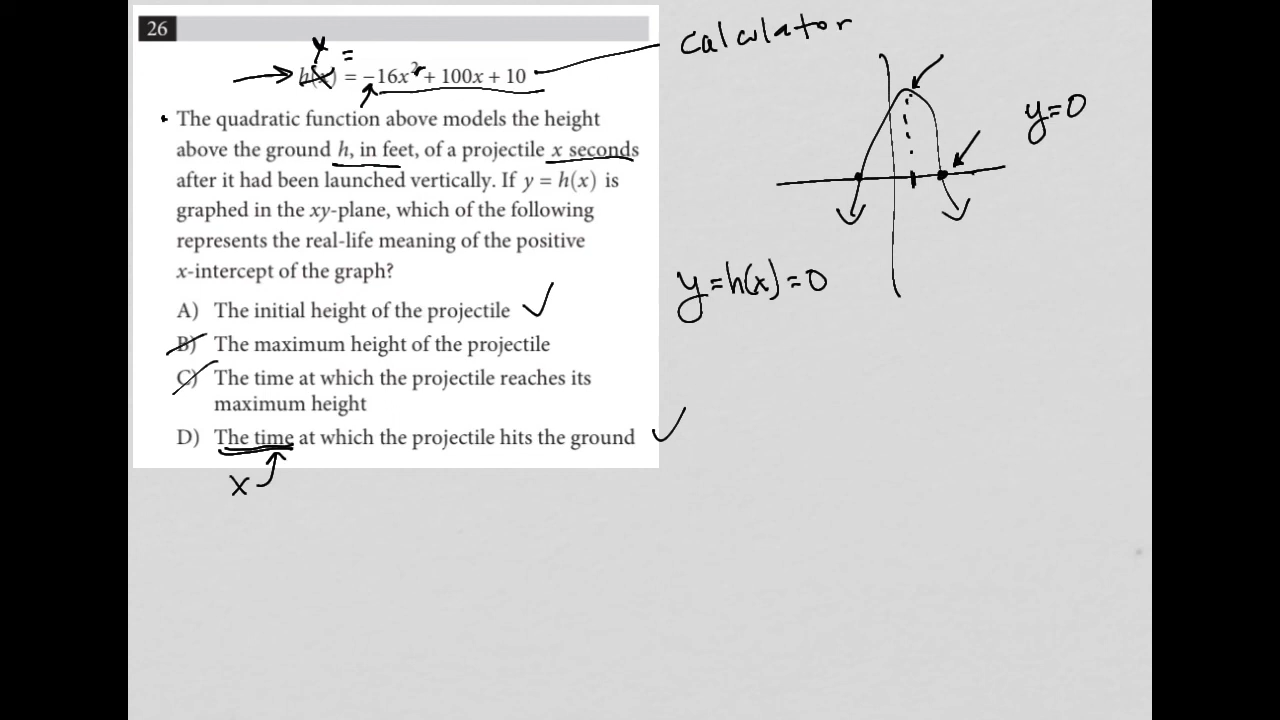 26
calculator
y =
h(x) = −16x² + 100x + 10
The quadratic function above models the height
above the ground h, in feet, of a projectile x seconds
after it had been launched vertically. If y = h(x) is
graphed in the xy-plane, which of the following
represents the real-life meaning of the positive
x-intercept of the graph?
A) The initial height of the projectile
B) The maximum height of the projectile
C) The time at which the projectile reaches its
maximum height
D) The time at which the projectile hits the ground
x
y=0
y=h(x)=0